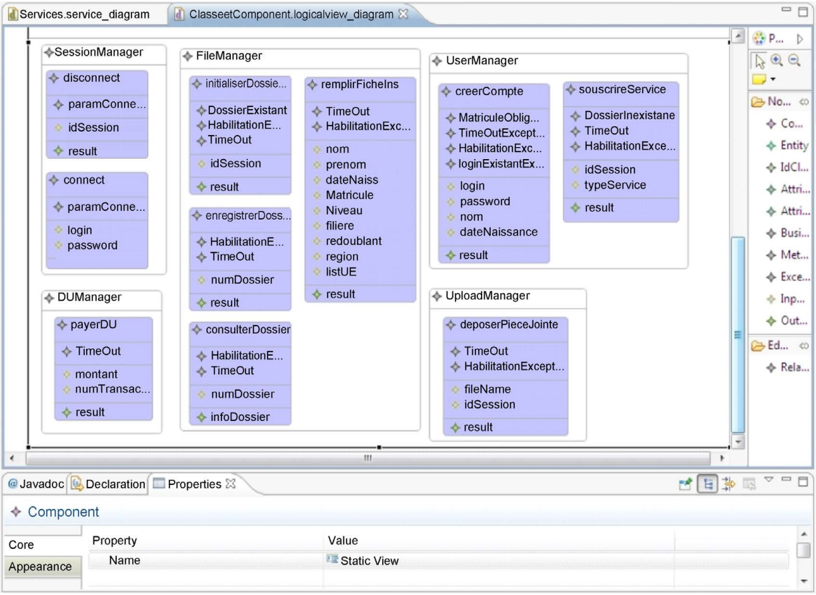 Services.service_diagram
ClasseetComponent.logicalview_diagram
SessionManager
disconnect
paramConne...
idSession
result
connect
paramConne...
login
password
DUManager
payerDU
TimeOut
montant
numTransac...
result
FileManager
initialiserDossie...
DossierExistant
HabilitationE...
TimeOut
idSession
result
enregistrerDoss...
HabilitationE...
TimeOut
numDossier
result
consulterDossier
HabilitationE...
TimeOut
numDossier
infoDossier
remplirFicheIns
TimeOut
HabilitationExc...
nom
prenom
dateNaiss
Matricule
Niveau
filiere
redoublant
region
listUE
result
UserManager
creerCompte
MatriculeOblig...
TimeOutExcept...
HabilitationExc...
loginExistantEx...
login
password
nom
dateNaissance
result
souscrireService
DossierInexistane
TimeOut
HabilitationExce...
idSession
typeService
result
UploadManager
deposerPieceJointe
TimeOut
HabilitationExcept...
fileName
idSession
result
P...
No...
Co...
Entity
IdCl...
Attri...
Attri...
Busi...
Met...
Exce...
Inp...
Out...
Ed...
Rela...
@ Javadoc Declaration Properties
Component
Core
Appearance
Property Value
Name Static View